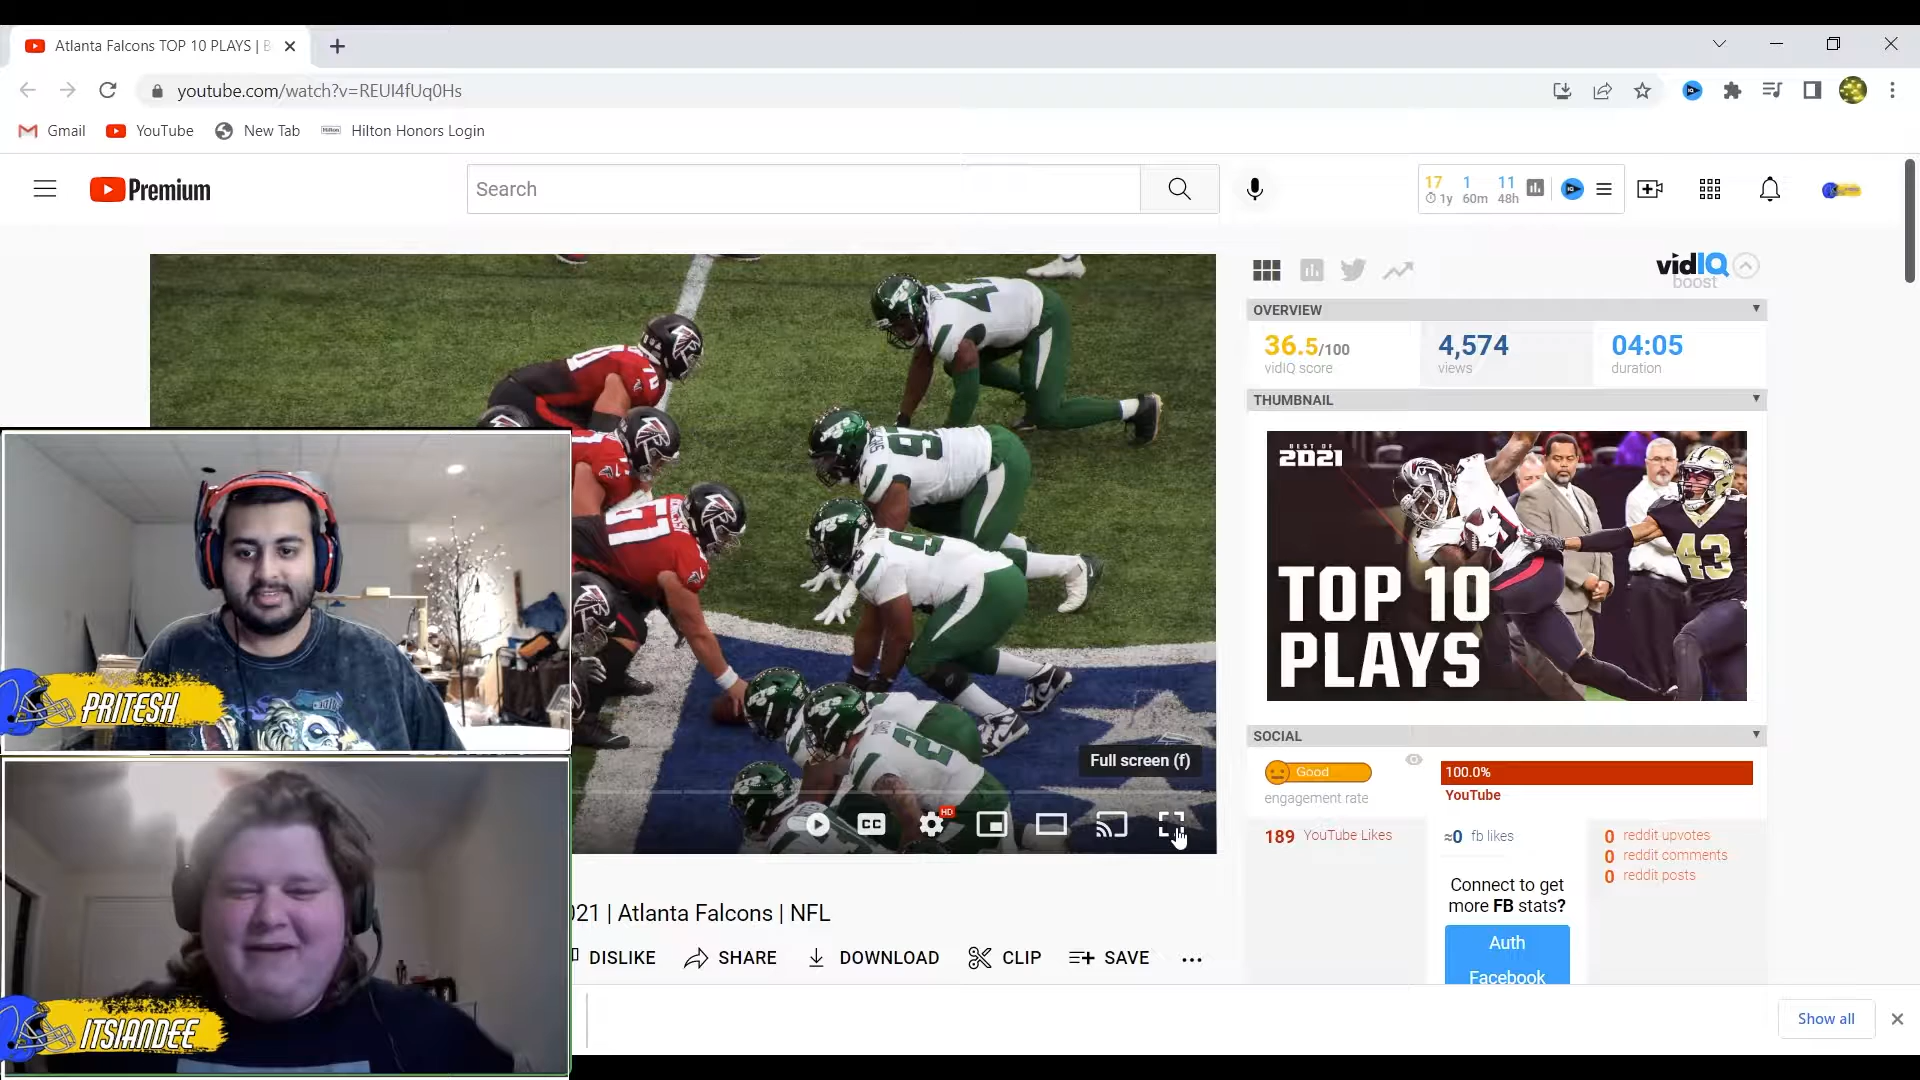 Atlanta Falcons TOP 10 PLAYS | B
youtube.com/watch?v=REUI4fUq0Hs
Gmail
YouTube
New Tab
Hilton Honors Login
Premium
Search
17 1 11
1y 60m 48h
vidIQ
boost
OVERVIEW
36.5/100 4,574 04:05
vidIQ score views duration
THUMBNAIL
BEST OF
2021
43
TOP 10
PLAYS
67
PRITESH
Full screen (f)
CC
HD
SOCIAL
Good
engagement rate
100.0%
YouTube
189 YouTube Likes
≈0 fb likes
0 reddit upvotes
0 reddit comments
0 reddit posts
Connect to get
more FB stats?
Auth
Facebook
021 | Atlanta Falcons | NFL
DISLIKE SHARE DOWNLOAD CLIP SAVE
ITSIANDEE
Show all